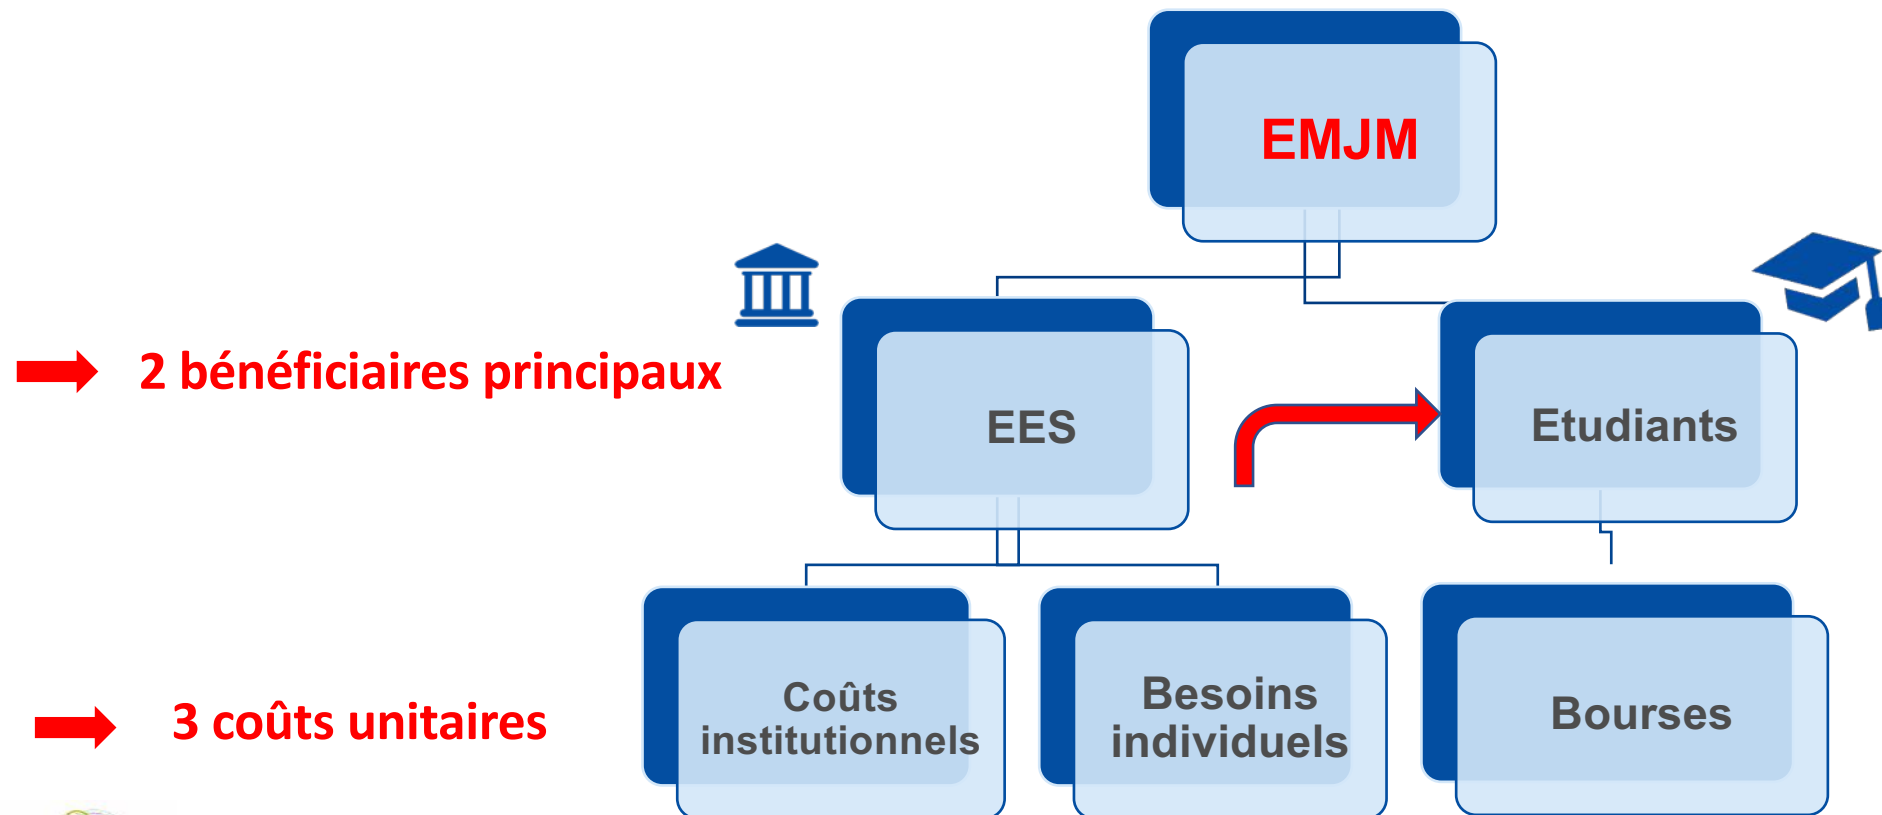 EMJM
2 bénéficiaires principaux
EES
Etudiants
3 coûts unitaires
Coûts
institutionnels
Besoins
individuels
Bourses